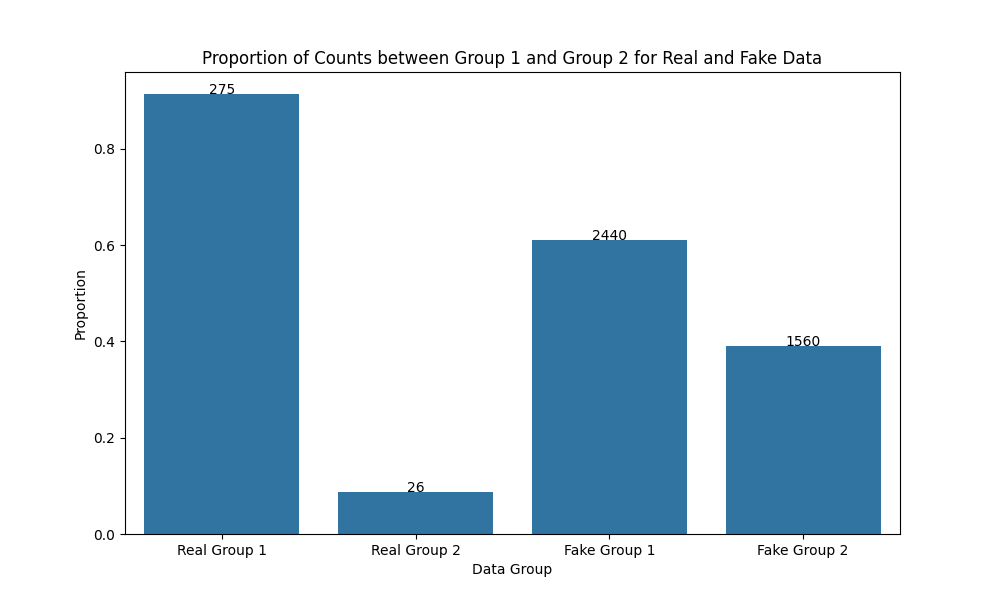 Proportion of Counts between Group 1 and Group 2 for Real and Fake Data
275
0.8
2440
0.6
Proportion
1560
0.4
0.2
26
0.0
Real Group 1 Real Group 2 Fake Group 1 Fake Group 2
Data Group